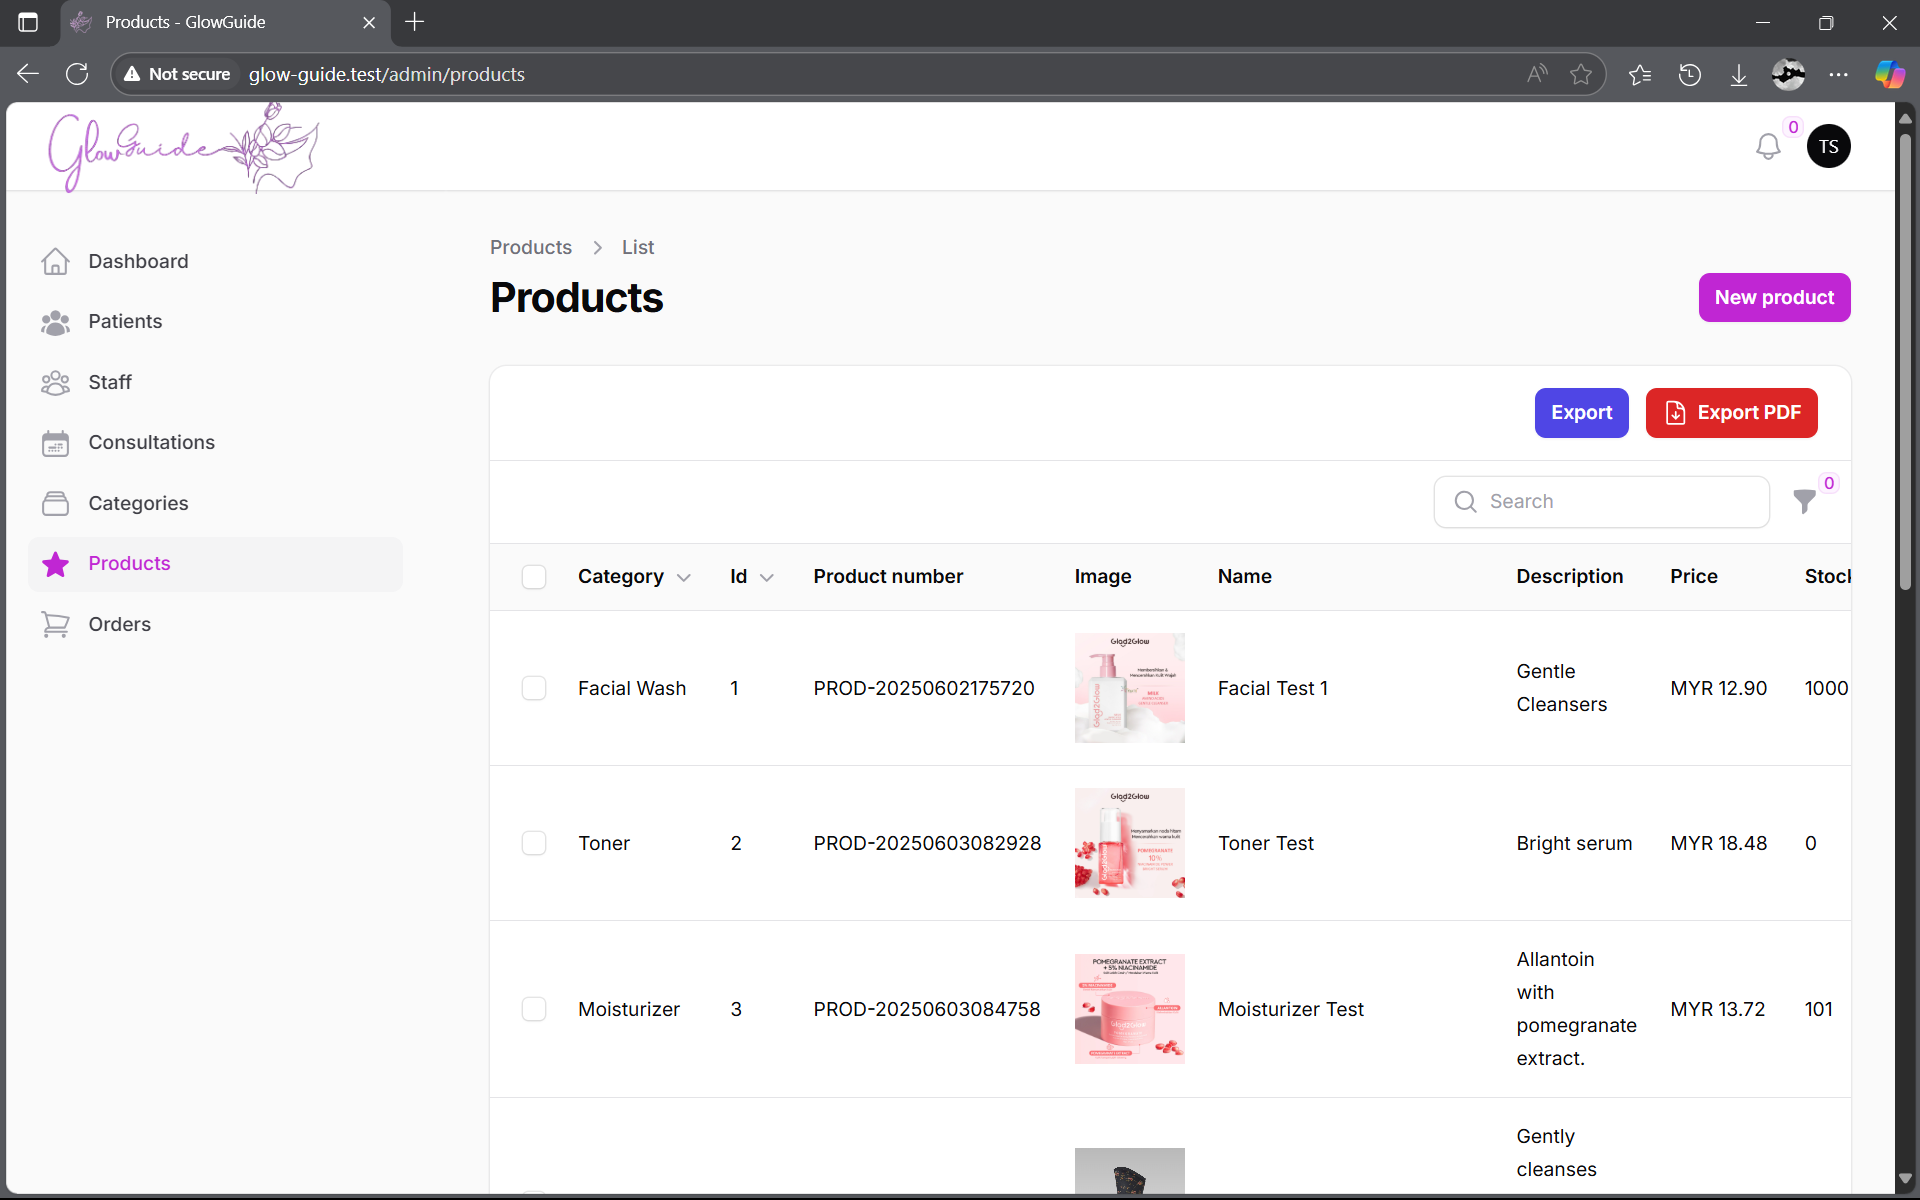 Products - GlowGuide
Not secure glow-guide.test/admin/products
GlowGuide
0
TS
Dashboard
Patients
Staff
Consultations
Categories
Products
Orders
Products > List
Products
New product
Export
Export PDF
Search
0
Category Id Product number Image Name Description Price Stock
Facial Wash 1 PROD-20250602175720 Facial Test 1 Gentle Cleansers MYR 12.90 1000
Glad2Glow
Toner 2 PROD-20250603082928 Toner Test Bright serum MYR 18.48 0
Glad2Glow
POMEGRANATE
10%
Moisturizer 3 PROD-20250603084758 Moisturizer Test Allantoin with pomegranate extract. MYR 13.72 101
POMEGRANATE EXTRACT
+ 5% NIACINAMIDE
Glad2Glow
Gently
cleanses